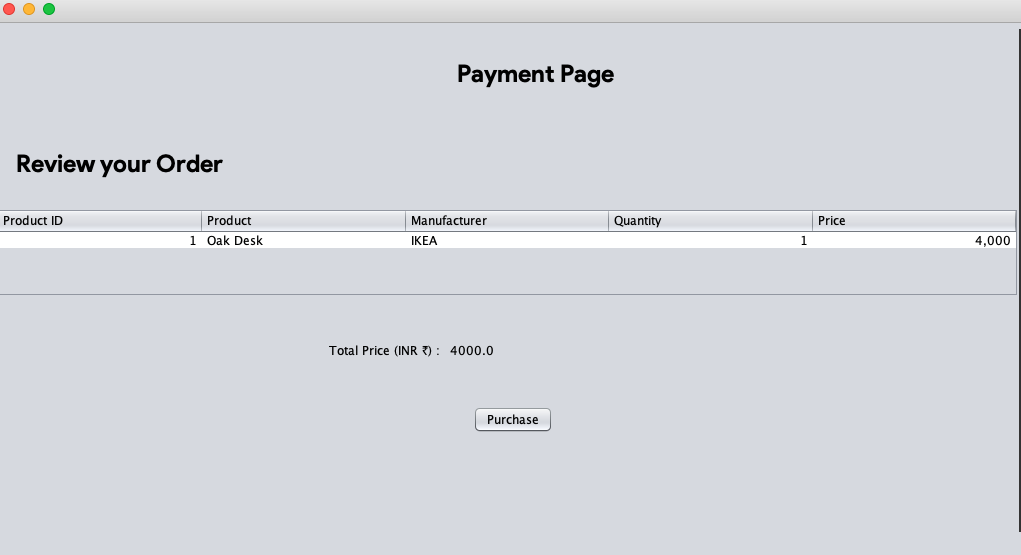 Payment Page
Review your Order
Product ID Product Manufacturer Quantity Price
1 Oak Desk IKEA 1 4,000
Total Price (INR ₹) : 4000.0
Purchase